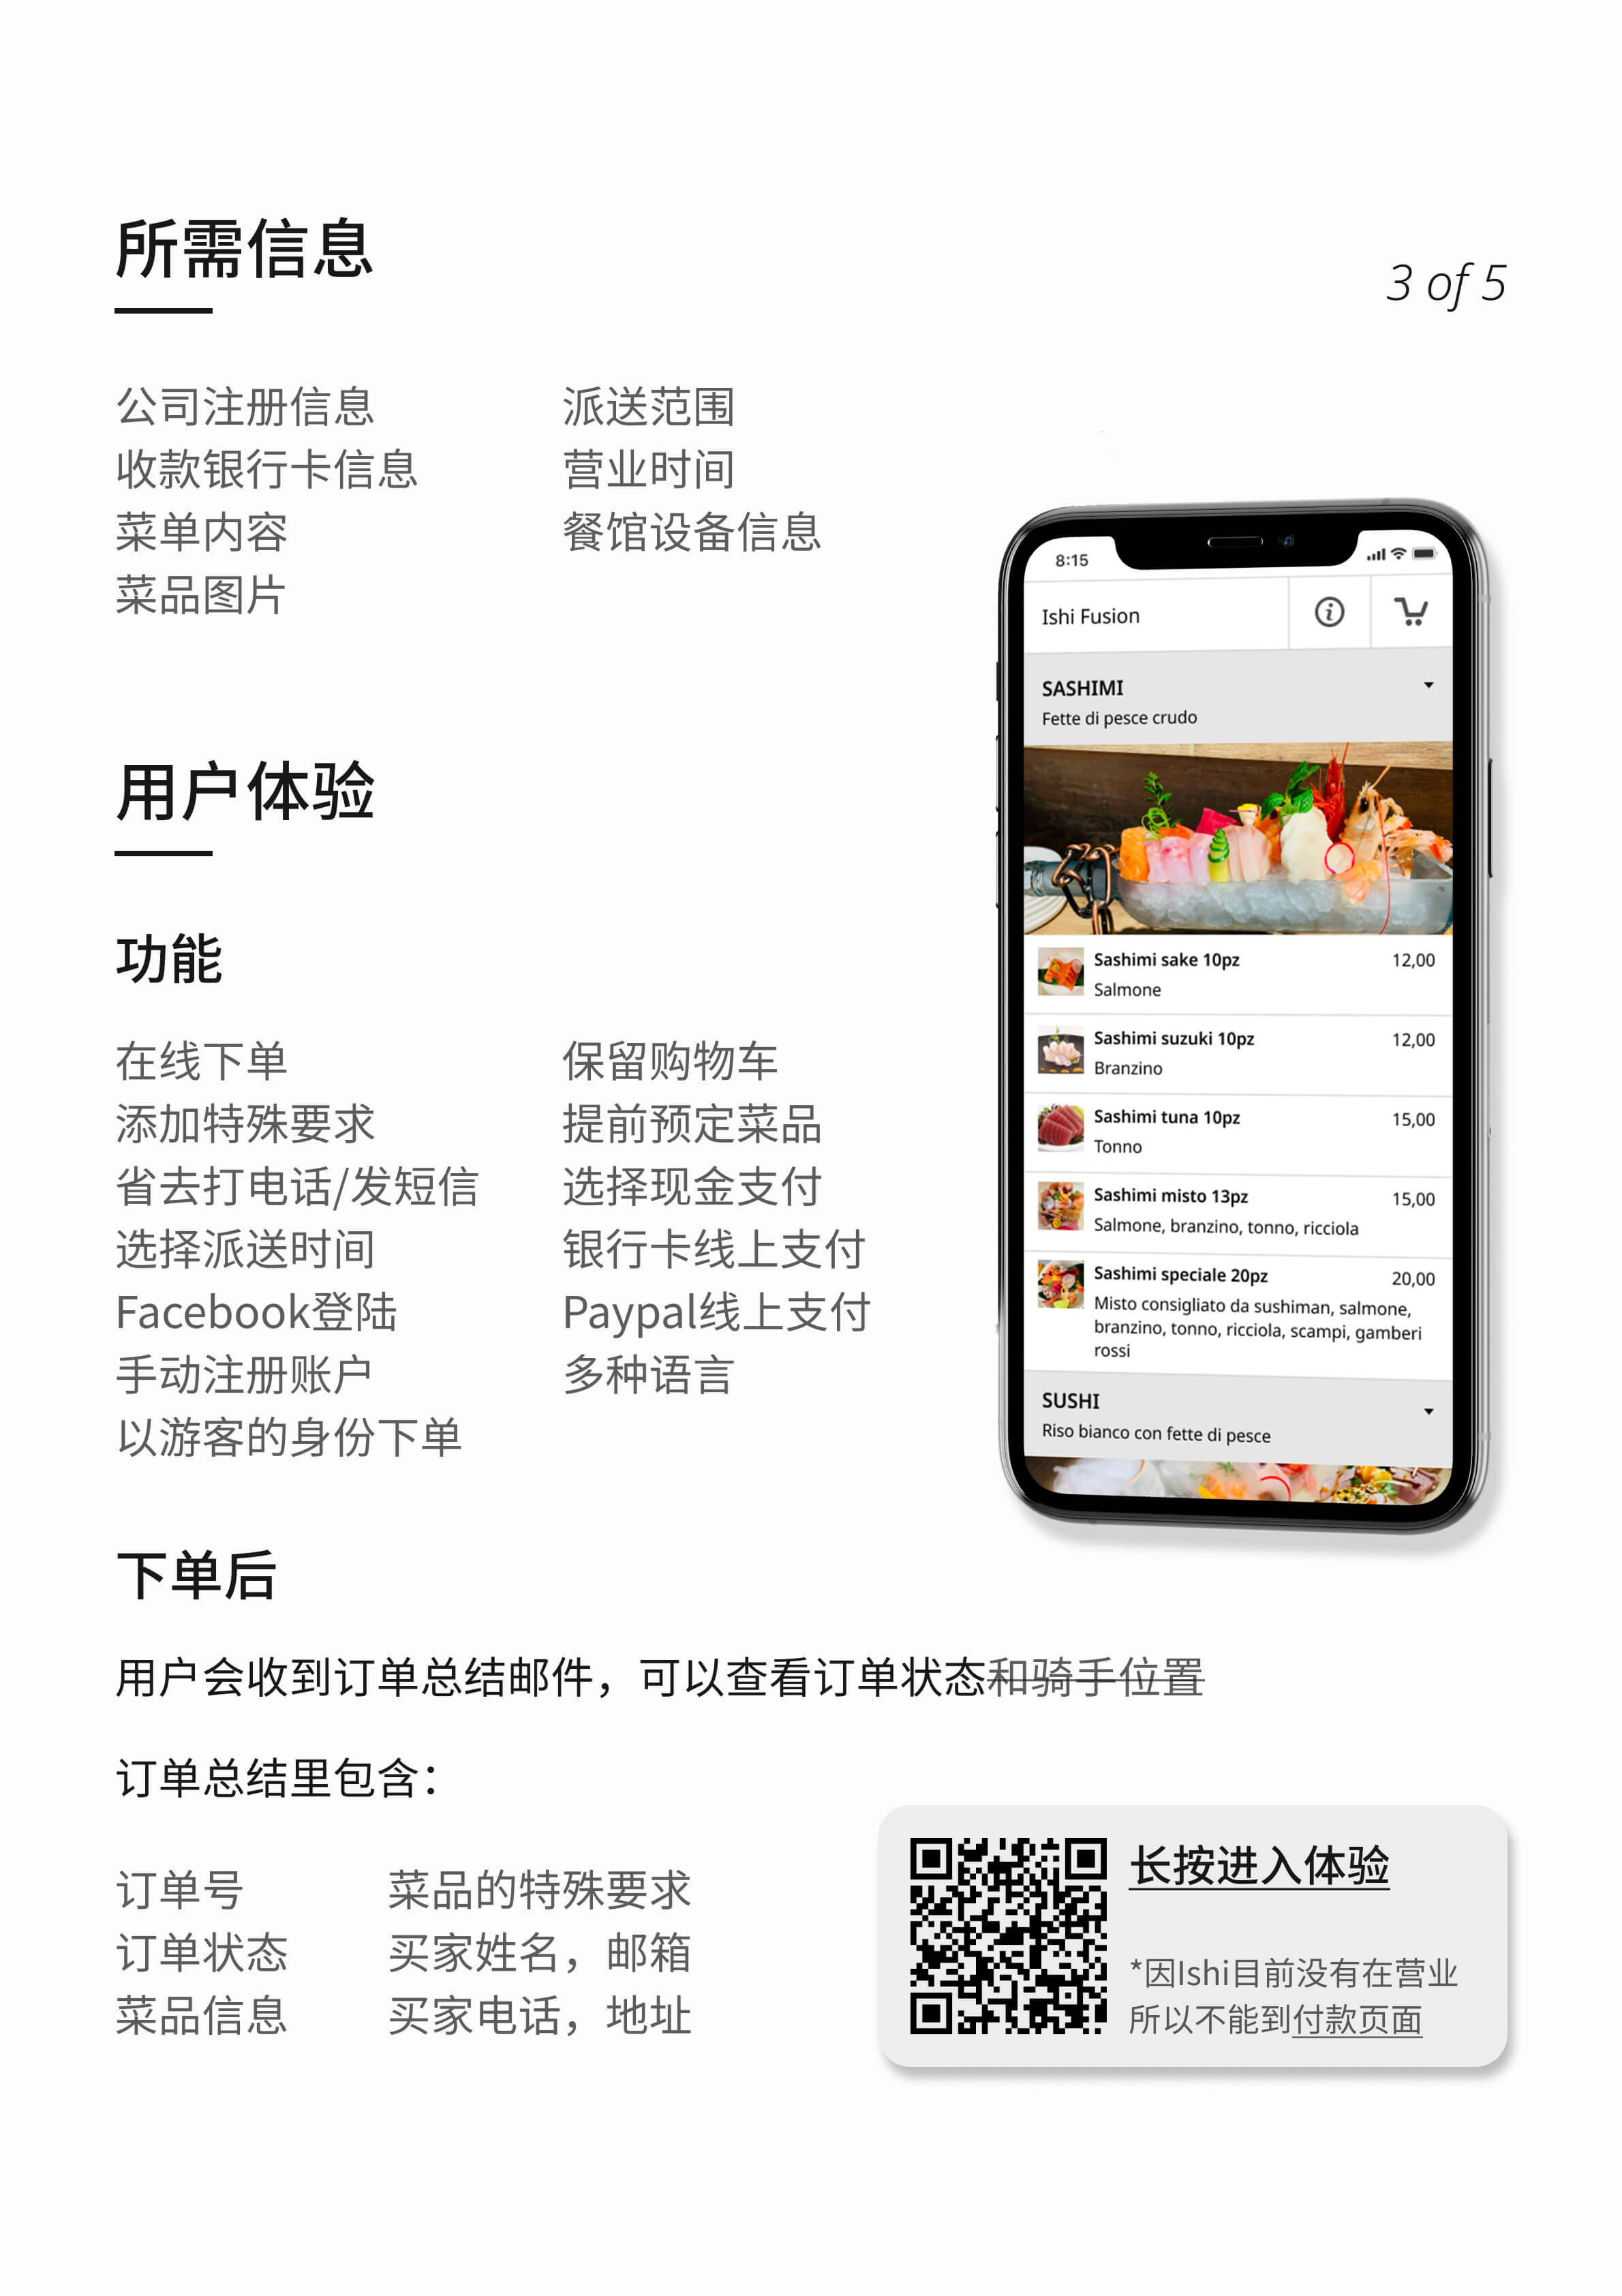 所需信息
3 of 5
公司注册信息
收款银行卡信息
菜单内容
菜品图片
派送范围
营业时间
餐馆设备信息
用户体验
功能
在线下单
添加特殊要求
省去打电话/发短信
选择派送时间
Facebook登陆
手动注册账户
以游客的身份下单
保留购物车
提前预定菜品
选择现金支付
银行卡线上支付
Paypal线上支付
多种语言
8:15
Ishi Fusion
SASHIMI
Fette di pesce crudo
Sashimi sake 10pz 12,00
Salmone
Sashimi suzuki 10pz 12,00
Branzino
Sashimi tuna 10pz 15,00
Tonno
Sashimi misto 13pz 15,00
Salmone, branzino, tonno, ricciola
Sashimi speciale 20pz 20,00
Misto consigliato da sushiman, salmone,
branzino, tonno, ricciola, scampi, gamberi
rossi
SUSHI
Riso bianco con fette di pesce
下单后
用户会收到订单总结邮件，可以查看订单状态和骑手位置
订单总结里包含：
订单号
订单状态
菜品信息
菜品的特殊要求
买家姓名，邮箱
买家电话，地址
长按进入体验
*因Ishi目前没有在营业
所以不能到付款页面